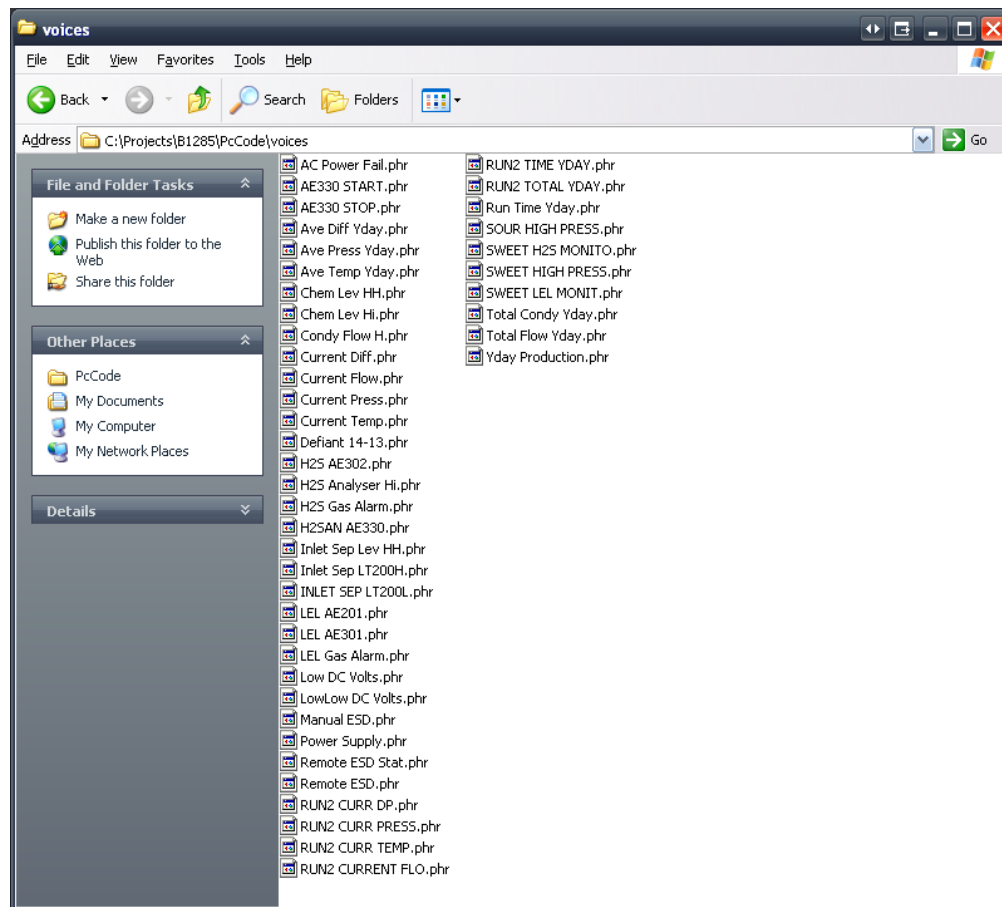 voices
File Edit View Favorites Tools Help
Back Search Folders
Address C:\Projects\B1285\PcCode\voices Go
File and Folder Tasks
Make a new folder
Publish this folder to the
Web
Share this folder
Other Places
PcCode
My Documents
My Computer
My Network Places
Details
AC Power Fail.phr
AE330 START.phr
AE330 STOP.phr
Ave Diff Yday.phr
Ave Press Yday.phr
Ave Temp Yday.phr
Chem Lev HH.phr
Chem Lev Hi.phr
Condy Flow H.phr
Current Diff.phr
Current Flow.phr
Current Press.phr
Current Temp.phr
Defiant 14-13.phr
H2S AE302.phr
H2S Analyser Hi.phr
H2S Gas Alarm.phr
H2SAN AE330.phr
Inlet Sep Lev HH.phr
Inlet Sep LT200H.phr
INLET SEP LT200L.phr
LEL AE201.phr
LEL AE301.phr
LEL Gas Alarm.phr
Low DC Volts.phr
LowLow DC Volts.phr
Manual ESD.phr
Power Supply.phr
Remote ESD Stat.phr
Remote ESD.phr
RUN2 CURR DP.phr
RUN2 CURR PRESS.phr
RUN2 CURR TEMP.phr
RUN2 CURRENT FLO.phr
RUN2 TIME YDAY.phr
RUN2 TOTAL YDAY.phr
Run Time Yday.phr
SOUR HIGH PRESS.phr
SWEET H2S MONITO.phr
SWEET HIGH PRESS.phr
SWEET LEL MONIT.phr
Total Condy Yday.phr
Total Flow Yday.phr
Yday Production.phr